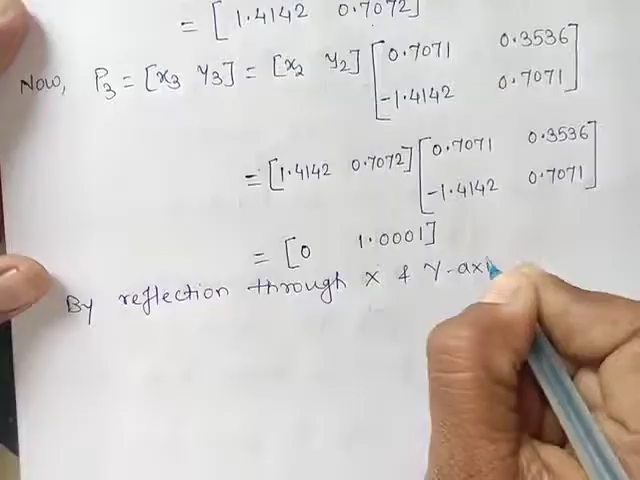 = [1.4142 0.7072]
Now, P3 = [x3 y3] = [x2 y2] [0.7071 0.3536
-1.4142 0.7071]
= [1.4142 0.7072] [0.7071 0.3536
-1.4142 0.7071]
= [0 1.0001]
By reflection through x & y-axi